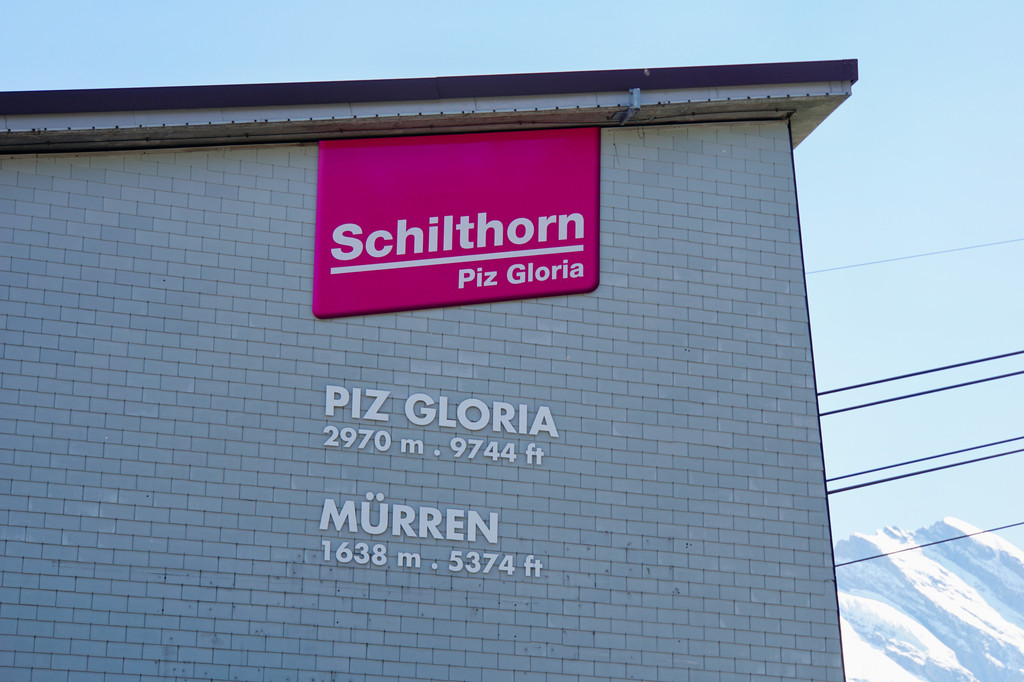 Schilthorn
Piz Gloria
PIZ GLORIA
2970 m . 9744 ft
MÜRREN
1638 m . 5374 ft